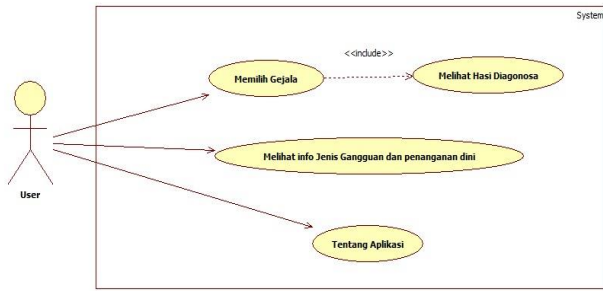 System
<<include>>
Memilih Gejala
Melihat Hasi Diagonosa
Melihat info Jenis Gangguan dan penanganan dini
User
Tentang Aplikasi